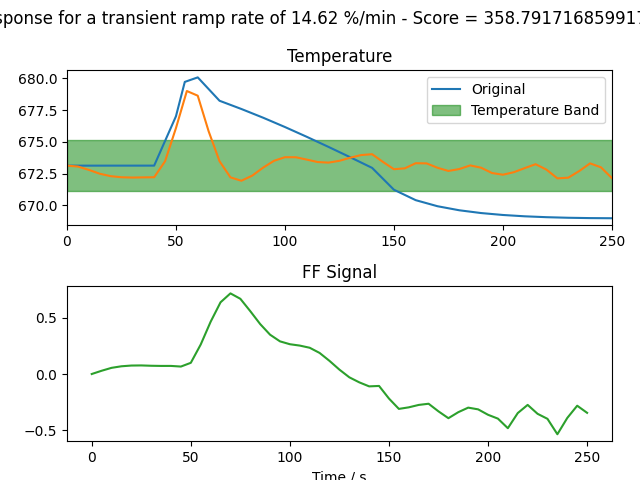 sponse for a transient ramp rate of 14.62 %/min - Score = 358.791716859917
Temperature
680.0
677.5
675.0
672.5
670.0
Original
Temperature Band
0 50 100 150 200 250
FF Signal
0.5
0.0
−0.5
0 50 100 150 200 250
Time / s